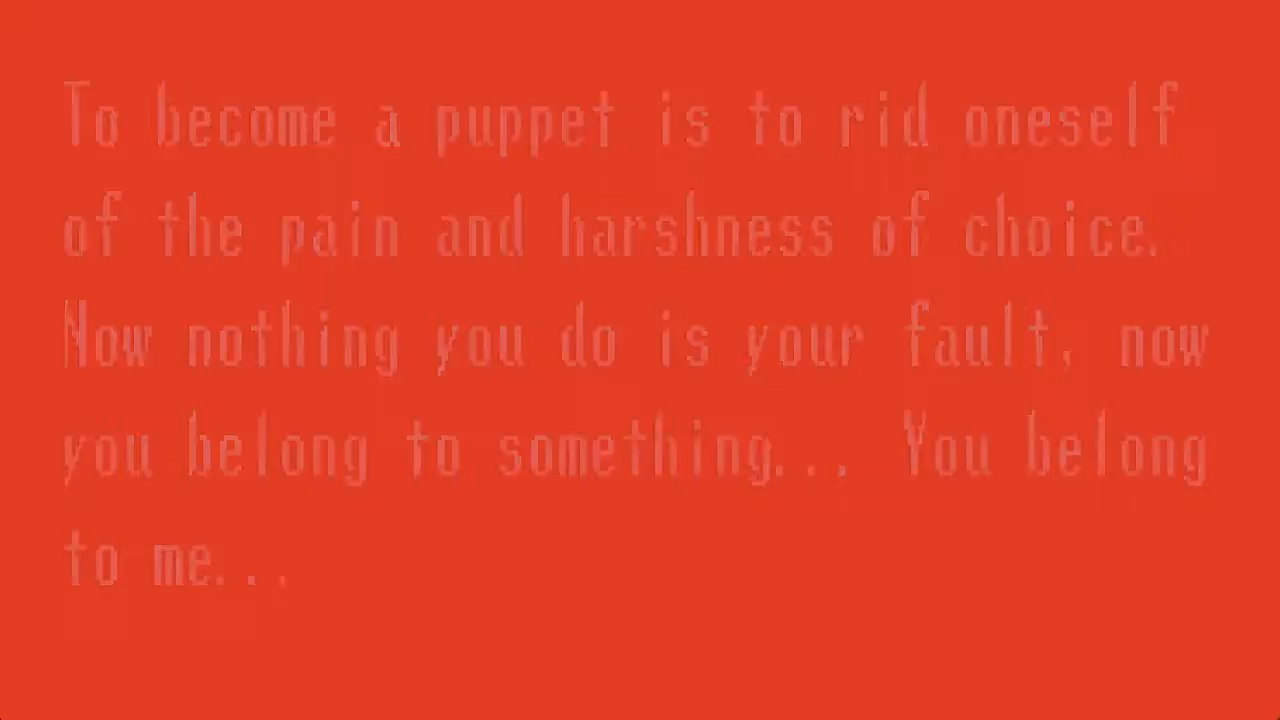 To become a puppet is to rid oneself
of the pain and harshness of choice.
Now nothing you do is your fault, now
you belong to something... You belong
to me...